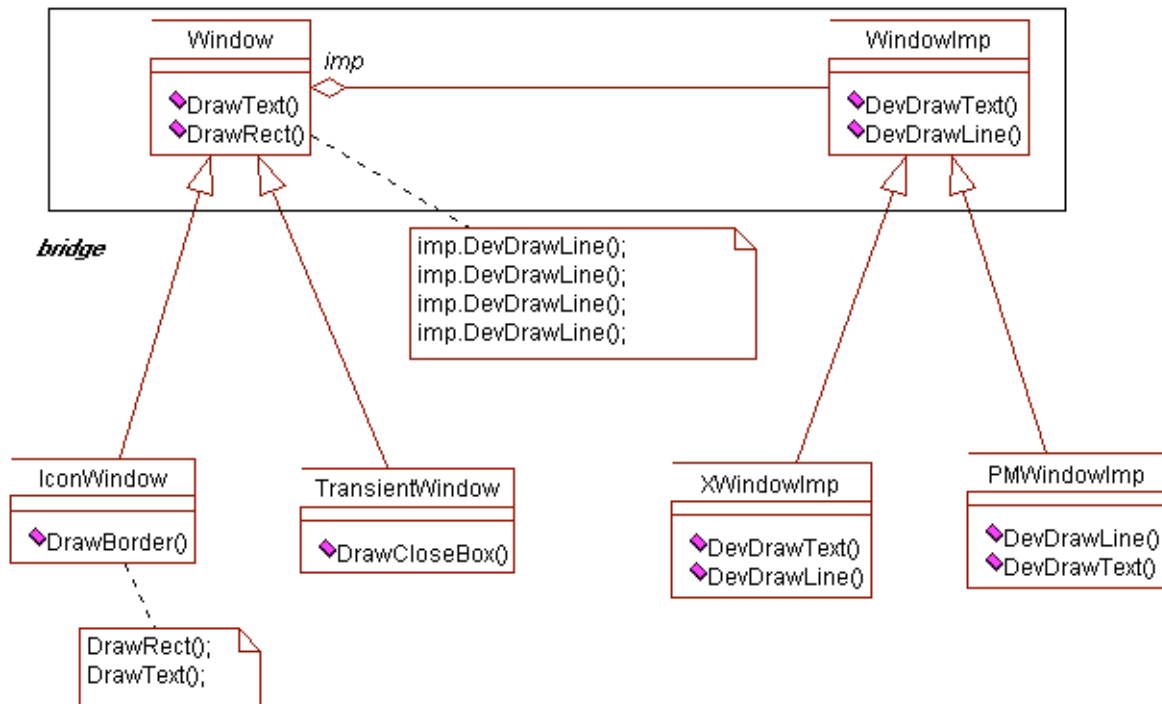 Window
DrawText()
DrawRect()
imp
WindowImp
DevDrawText()
DevDrawLine()
bridge
imp.DevDrawLine();
imp.DevDrawLine();
imp.DevDrawLine();
imp.DevDrawLine();
IconWindow
DrawBorder()
TransientWindow
DrawCloseBox()
XWindowImp
DevDrawText()
DevDrawLine()
PMWindowImp
DevDrawLine()
DevDrawText()
DrawRect();
DrawText();